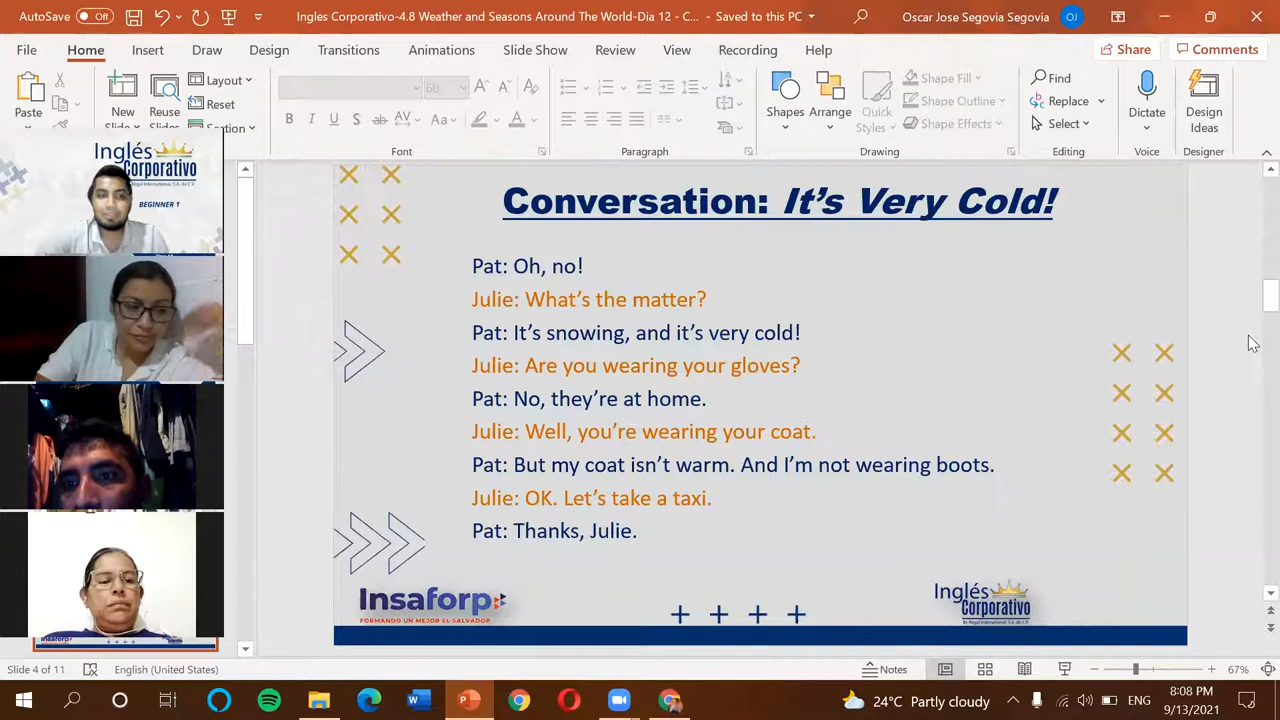 AutoSave Off Ingles Corporativo-4.8 Weather and Seasons Around The World-Dia 12 - C... - Saved to this PC Oscar Jose Segovia Segovia OJ
File Home Insert Draw Design Transitions Animations Slide Show Review View Recording Help Share Comments
Paste
New
Reuse
Layout
Reset
Section
60
Shapes
Arrange
Quick
Styles
Shape Fill
Shape Outline
Shape Effects
Find
Replace
Select
Dictate
Design
Ideas
Font Paragraph Drawing Editing Voice Designer
Inglés
Corporativo
BEGINNER 1
Conversation: It's Very Cold!
Pat: Oh, no!
Julie: What's the matter?
Pat: It's snowing, and it's very cold!
Julie: Are you wearing your gloves?
Pat: No, they're at home.
Julie: Well, you're wearing your coat.
Pat: But my coat isn't warm. And I'm not wearing boots.
Julie: OK. Let's take a taxi.
Pat: Thanks, Julie.
Insaforp
FORMANDO UN MEJOR EL SALVADOR
Inglés
Corporativo
Slide 4 of 11 English (United States) Notes 67%
24°C Partly cloudy ENG 8:08 PM
9/13/2021